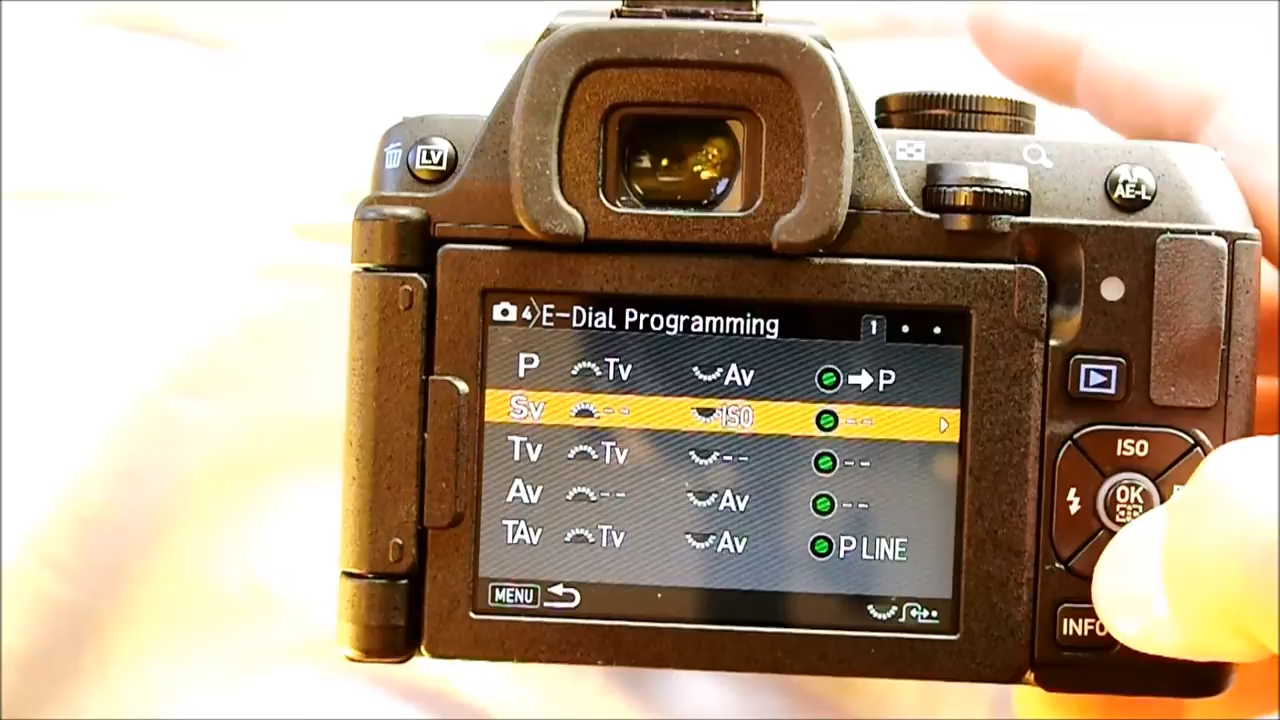 LV
AE-L
4 E-Dial Programming 1
P Tv Av P
Sv -- ISO --
Tv Tv -- --
Av -- Av --
TAv Tv Av P LINE
MENU
ISO
OK
INFO